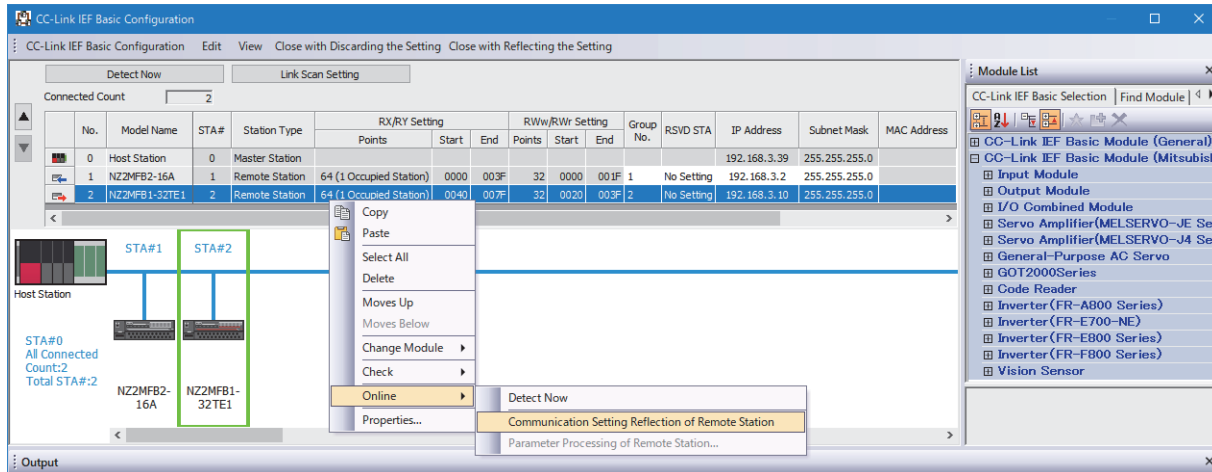 CC-Link IEF Basic Configuration
CC-Link IEF Basic Configuration Edit View Close with Discarding the Setting Close with Reflecting the Setting
Detect Now Link Scan Setting
Connected Count 2
No. Model Name STA# Station Type RX/RY Setting RWw/RWr Setting Group No. RSVD STA IP Address Subnet Mask MAC Address
Points Start End Points Start End
0 Host Station 0 Master Station 192.168.3.39 255.255.255.0
1 NZ2MFB2-16A 1 Remote Station 64 (1 Occupied Station) 0000 003F 32 0000 001F 1 No Setting 192.168.3.2 255.255.255.0
2 NZ2MFB1-32TE1 2 Remote Station 64 (1 Occupied Station) 0040 007F 32 0020 003F 2 No Setting 192.168.3.10 255.255.255.0
STA#1 STA#2
Host Station
STA#0
All Connected
Count:2
Total STA#:2
NZ2MFB2-
16A
NZ2MFB1-
32TE1
Copy
Paste
Select All
Delete
Moves Up
Moves Below
Change Module
Check
Online
Properties...
Detect Now
Communication Setting Reflection of Remote Station
Parameter Processing of Remote Station...
Module List
CC-Link IEF Basic Selection Find Module
CC-Link IEF Basic Module (General)
CC-Link IEF Basic Module (Mitsubis
Input Module
Output Module
I/O Combined Module
Servo Amplifier(MELSERVO-JE Se
Servo Amplifier(MELSERVO-J4 Se
General-Purpose AC Servo
GOT2000Series
Code Reader
Inverter(FR-A800 Series)
Inverter(FR-E700-NE)
Inverter(FR-E800 Series)
Inverter(FR-F800 Series)
Vision Sensor
Output